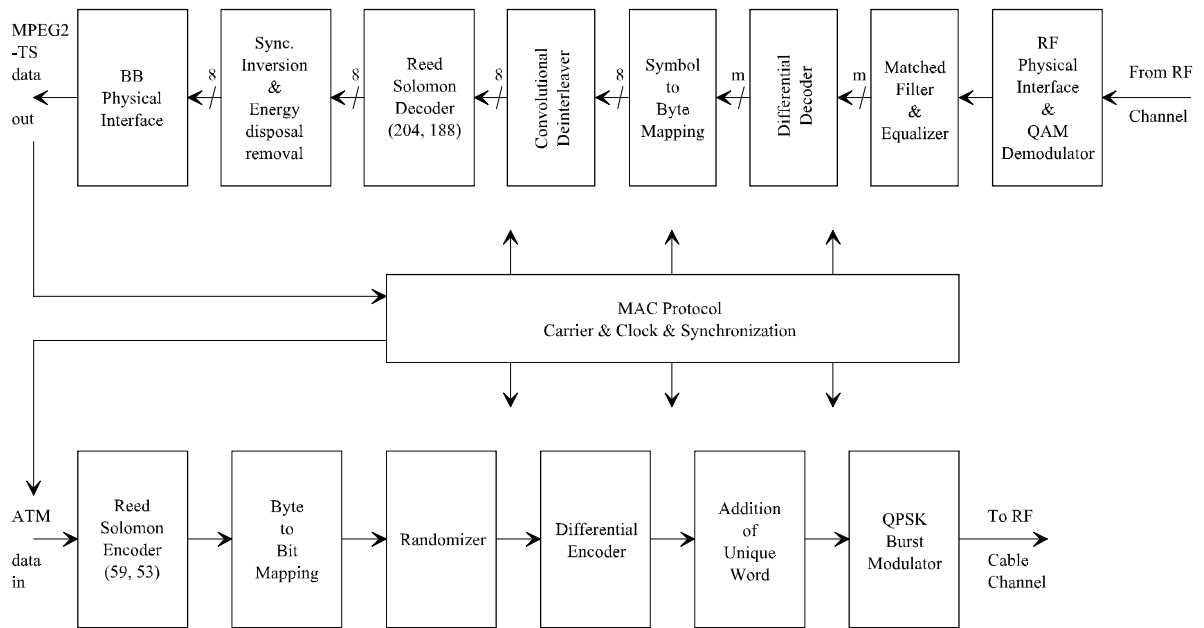 MPEG2
-TS
data
out
BB
Physical
Interface
8
Sync.
Inversion
&
Energy
disposal
removal
8
Reed
Solomon
Decoder
(204, 188)
8
Convolutional
Deinterleaver
8
Symbol
to
Byte
Mapping
m
Differential
Decoder
m
Matched
Filter
&
Equalizer
RF
Physical
Interface
&
QAM
Demodulator
From RF
Channel
MAC Protocol
Carrier & Clock & Synchronization
ATM
data
in
Reed
Solomon
Encoder
(59, 53)
Byte
to
Bit
Mapping
Randomizer
Differential
Encoder
Addition
of
Unique
Word
QPSK
Burst
Modulator
To RF
Cable
Channel